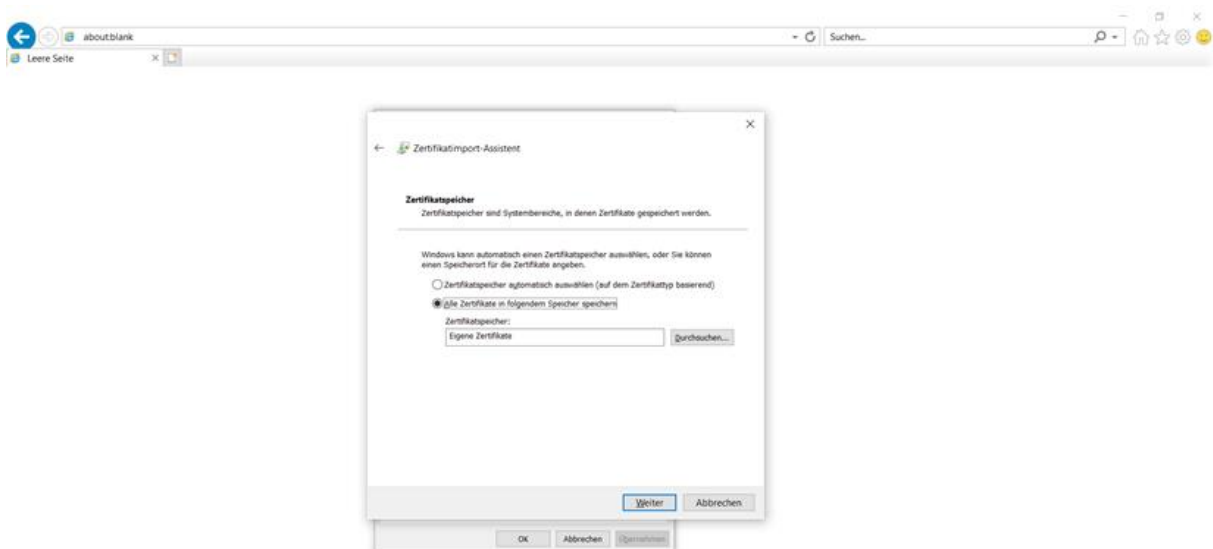 about:blank
Suchen...
Leere Seite
Zertifikatimport-Assistent
Zertifikatspeicher
Zertifikatspeicher sind Systembereiche, in denen Zertifikate gespeichert werden.
Windows kann automatisch einen Zertifikatspeicher auswählen, oder Sie können
einen Speicherort für die Zertifikate angeben.
Zertifikatspeicher automatisch auswählen (auf dem Zertifikattyp basierend)
Alle Zertifikate in folgendem Speicher speichern
Zertifikatspeicher:
Eigene Zertifikate
Durchsuchen...
Weiter
Abbrechen
OK
Abbrechen
Übernehmen